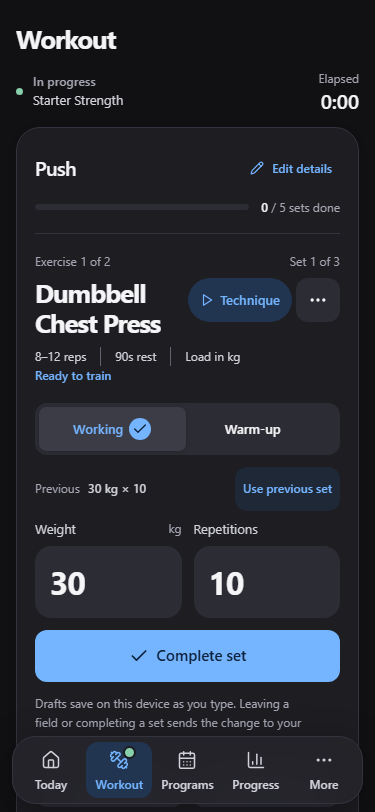 Workout
In progress
Starter Strength
Elapsed
0:00
Push
Edit details
0 / 5 sets done
Exercise 1 of 2
Set 1 of 3
Dumbbell
Chest Press
Technique
8–12 reps
90s rest
Load in kg
Ready to train
Working
Warm-up
Previous 30 kg × 10
Use previous set
Weight kg
Repetitions
30
10
Complete set
Drafts save on this device as you type. Leaving a
field or completing a set sends the change to your
Today
Workout
Programs
Progress
More